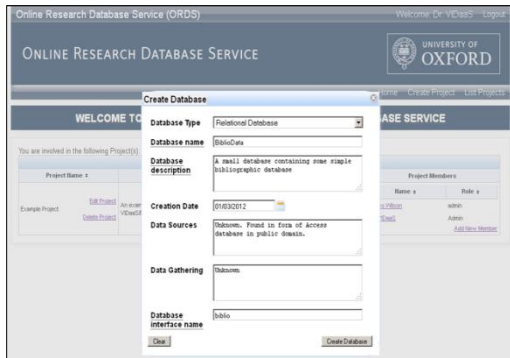 Online Research Database Service (ORDS)
Welcome Dr. VIDaaS Logout
ONLINE RESEARCH DATABASE SERVICE
UNIVERSITY OF
OXFORD
Home Create Project List Projects
WELCOME TO
BASE SERVICE
You are involved in the following Project(s).
Project Name
Project Members
Name
Role
Example Project
Edit Project
Delete Project
admin
Admin
Add New Member
Create Database
Database Type
Relational Database
Database name
BiblioData
Database
description
A small database containing some simple
bibliographic database
Creation Date
01/03/2012
Data Sources
Unknown. Found in form of Access
database in public domain.
Data Gathering
Unknown
Database
interface name
biblio
Clear
Create Database